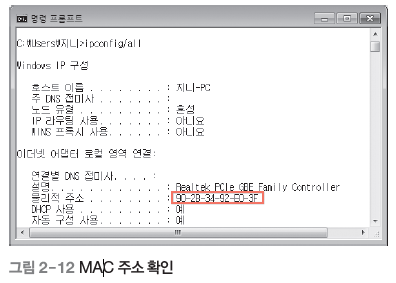 명령 프롬프트
C:\Users\지니>ipconfig/all
Windows IP 구성
호스트 이름 . . . . . . . . : 지니-PC
주 DNS 접미사 . . . . . . . :
노드 유형 . . . . . . . . . : 혼성
IP 라우팅 사용. . . . . . . : 아니요
WINS 프록시 사용. . . . . . : 아니요
이더넷 어댑터 로컬 영역 연결:
연결별 DNS 접미사. . . . :
설명. . . . . . . . . . . . : Realtek PCIe GBE Family Controller
물리적 주소 . . . . . . . . : 90-2B-34-92-E0-3F
DHCP 사용 . . . . . . . . . : 예
자동 구성 사용. . . . . . . : 예
그림 2-12 MAC 주소 확인